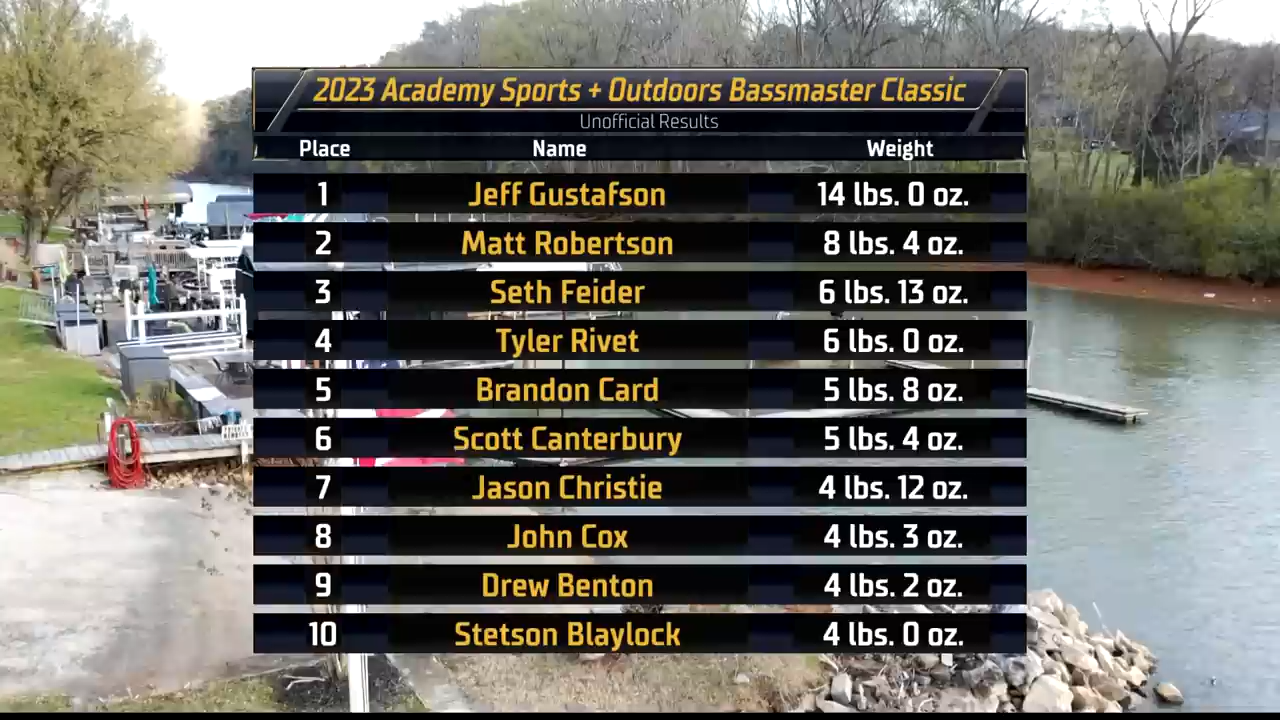 2023 Academy Sports + Outdoors Bassmaster Classic
Unofficial Results
Place Name Weight
1 Jeff Gustafson 14 lbs. 0 oz.
2 Matt Robertson 8 lbs. 4 oz.
3 Seth Feider 6 lbs. 13 oz.
4 Tyler Rivet 6 lbs. 0 oz.
5 Brandon Card 5 lbs. 8 oz.
6 Scott Canterbury 5 lbs. 4 oz.
7 Jason Christie 4 lbs. 12 oz.
8 John Cox 4 lbs. 3 oz.
9 Drew Benton 4 lbs. 2 oz.
10 Stetson Blaylock 4 lbs. 0 oz.